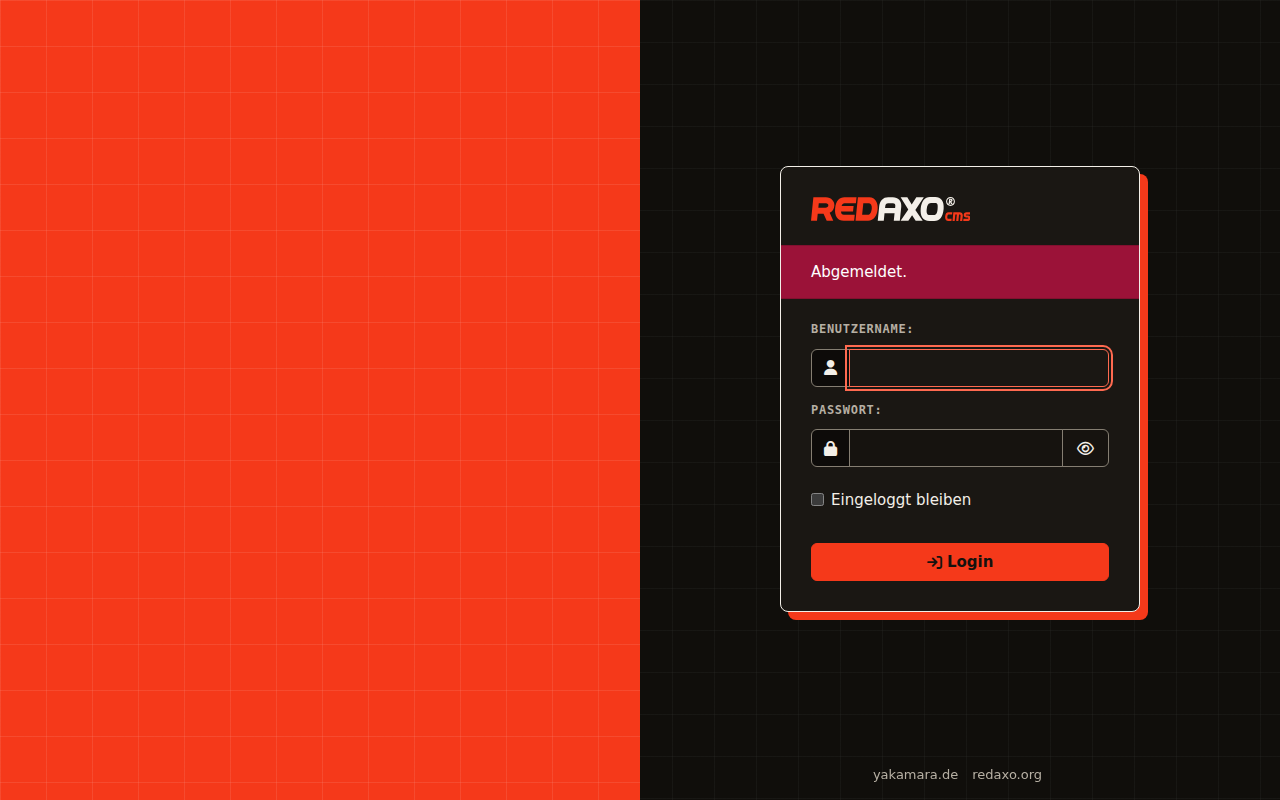 REDAXO®
cms
Abgemeldet.
BENUTZERNAME:
PASSWORT:
Eingeloggt bleiben
Login
yakamara.de redaxo.org